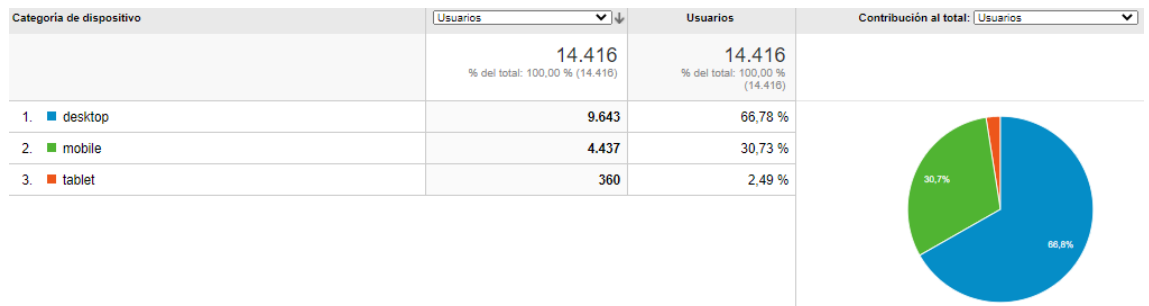 Categoría de dispositivo Usuarios Usuarios Contribución al total: Usuarios
14.416 14.416
% del total: 100,00 % (14.416) % del total: 100,00 %
(14.416)
1. desktop 9.643 66,78 %
2. mobile 4.437 30,73 %
3. tablet 360 2,49 %
30,7%
66,8%